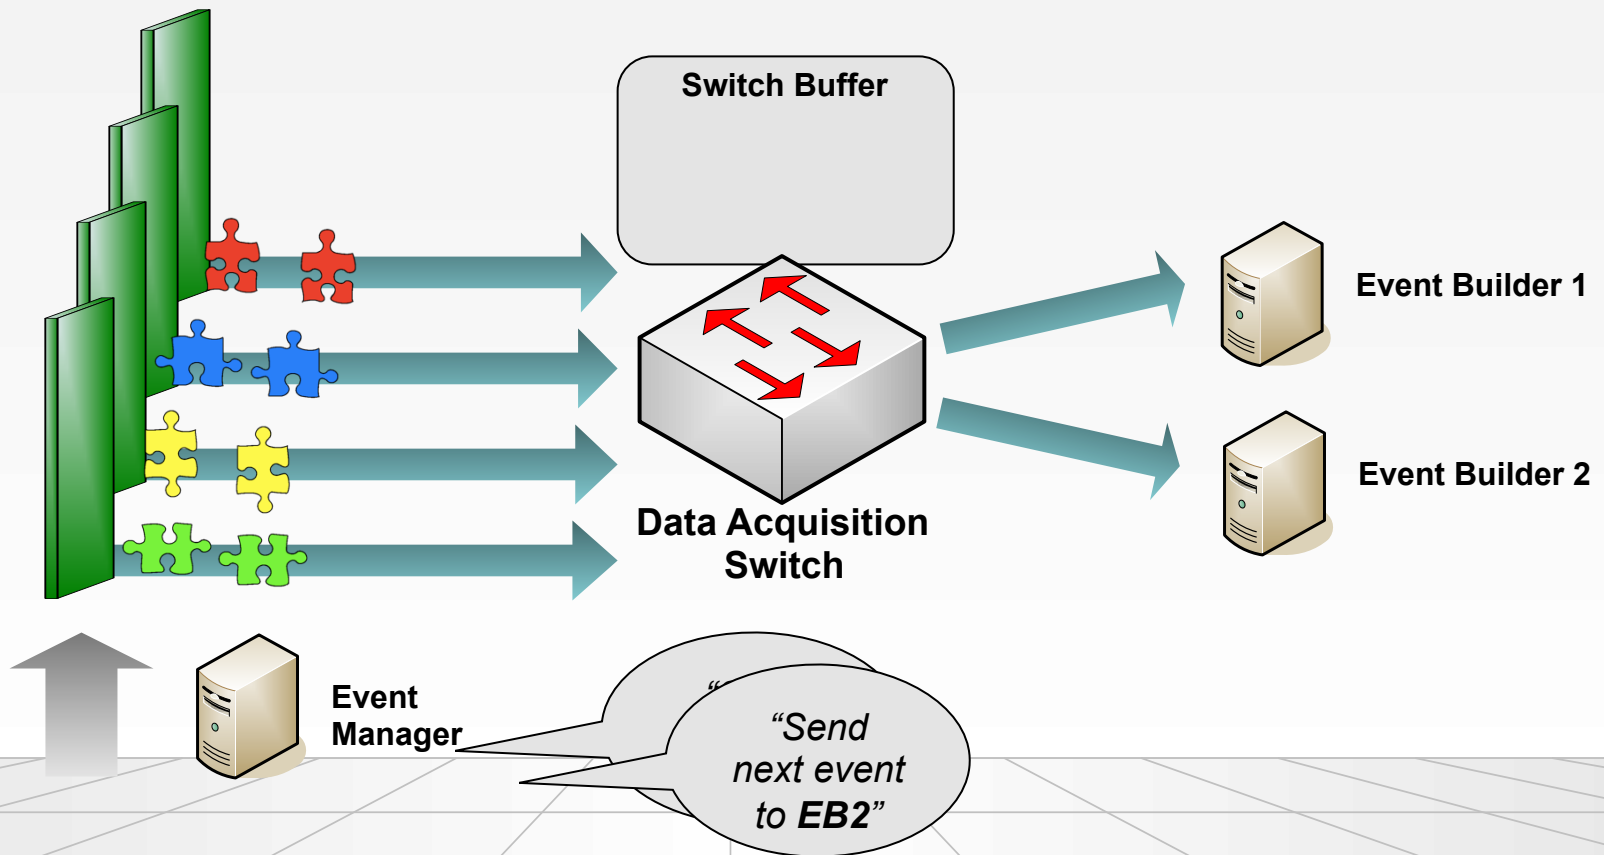 Switch Buffer
Event Builder 1
Event Builder 2
Data Acquisition
Switch
Event
Manager
“Send
next event
to EB2”